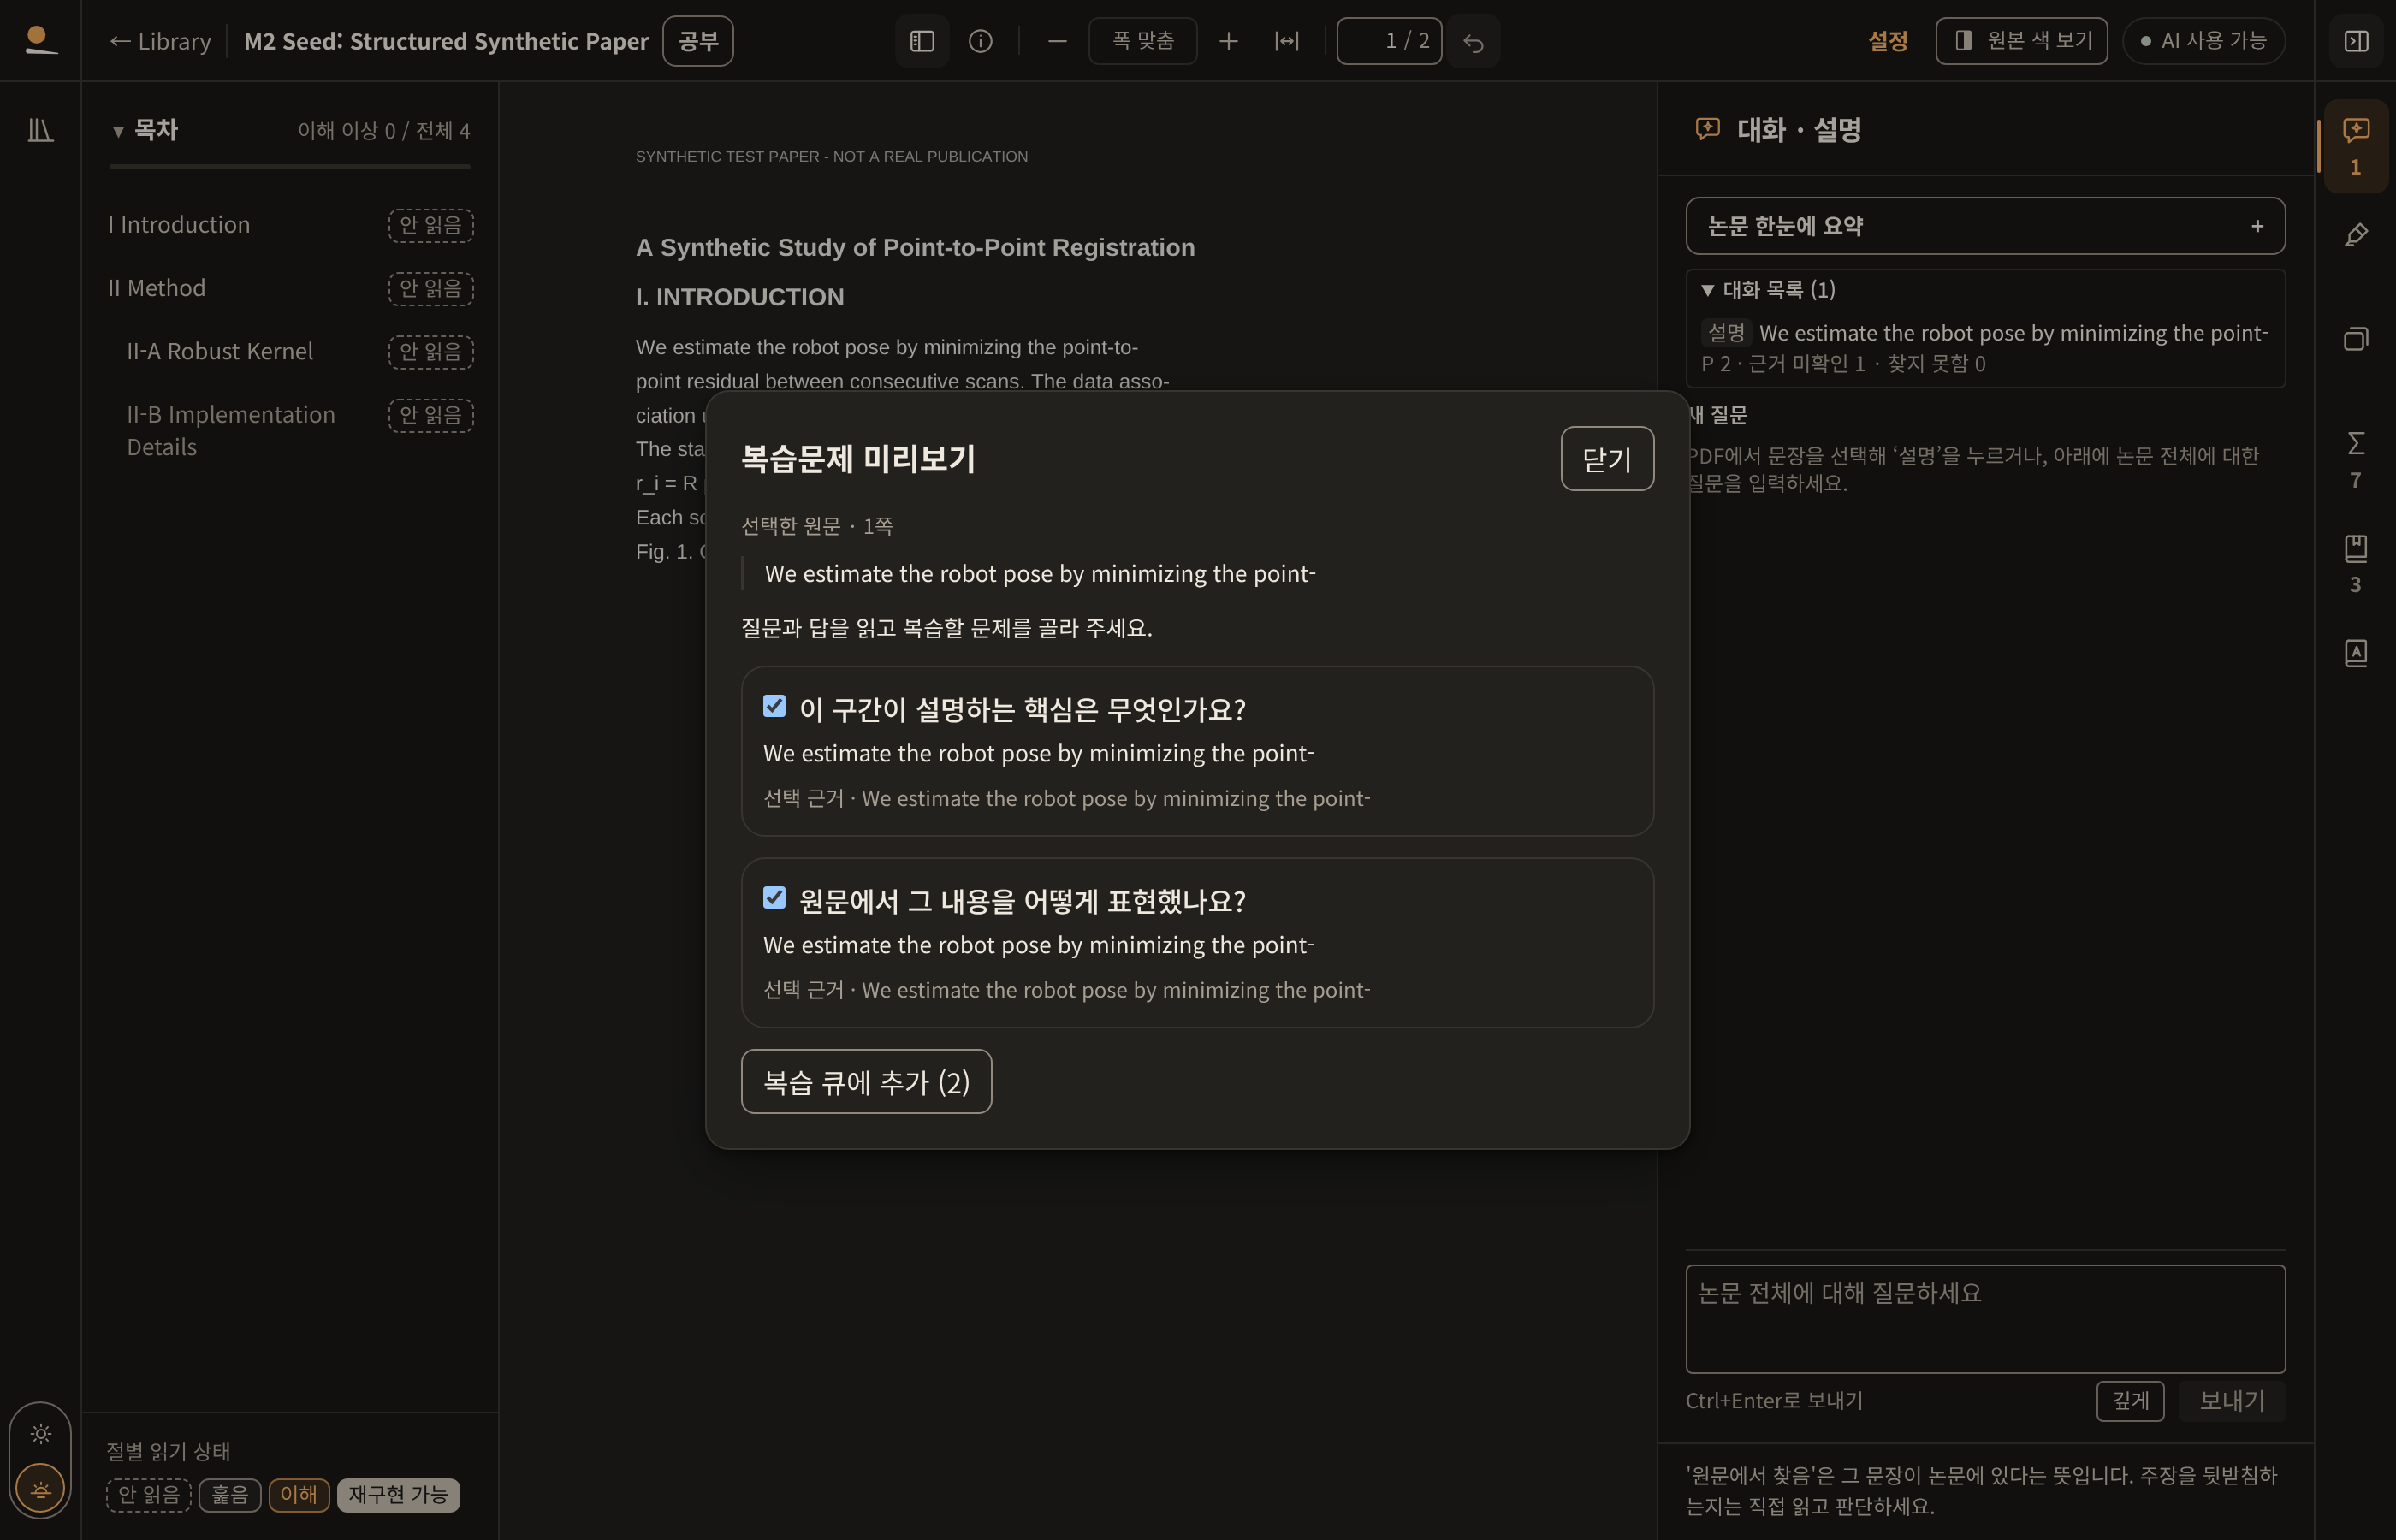 ← Library
M2 Seed: Structured Synthetic Paper
공부
폭 맞춤
1 / 2
설정
원본 색 보기
AI 사용 가능
▼ 목차
이해 이상 0 / 전체 4
I Introduction
안 읽음
II Method
안 읽음
II-A Robust Kernel
안 읽음
II-B Implementation
Details
안 읽음
절별 읽기 상태
안 읽음
훑음
이해
재구현 가능
SYNTHETIC TEST PAPER - NOT A REAL PUBLICATION
A Synthetic Study of Point-to-Point Registration
I. INTRODUCTION
We estimate the robot pose by minimizing the point-to-
point residual between consecutive scans. The data asso-
ciation
The sta
r_i = R
Each sc
Fig. 1.
복습문제 미리보기
닫기
선택한 원문 · 1쪽
We estimate the robot pose by minimizing the point-
질문과 답을 읽고 복습할 문제를 골라 주세요.
이 구간이 설명하는 핵심은 무엇인가요?
We estimate the robot pose by minimizing the point-
선택 근거 · We estimate the robot pose by minimizing the point-
원문에서 그 내용을 어떻게 표현했나요?
We estimate the robot pose by minimizing the point-
선택 근거 · We estimate the robot pose by minimizing the point-
복습 큐에 추가 (2)
대화 · 설명
논문 한눈에 요약
+
▼ 대화 목록 (1)
설명 We estimate the robot pose by minimizing the point-
P 2 · 근거 미확인 1 · 찾지 못함 0
새 질문
PDF에서 문장을 선택해 ‘설명’을 누르거나, 아래에 논문 전체에 대한
질문을 입력하세요.
논문 전체에 대해 질문하세요
Ctrl+Enter로 보내기
깊게
보내기
'원문에서 찾음'은 그 문장이 논문에 있다는 뜻입니다. 주장을 뒷받침하
는지는 직접 읽고 판단하세요.
1
Σ
7
3
A